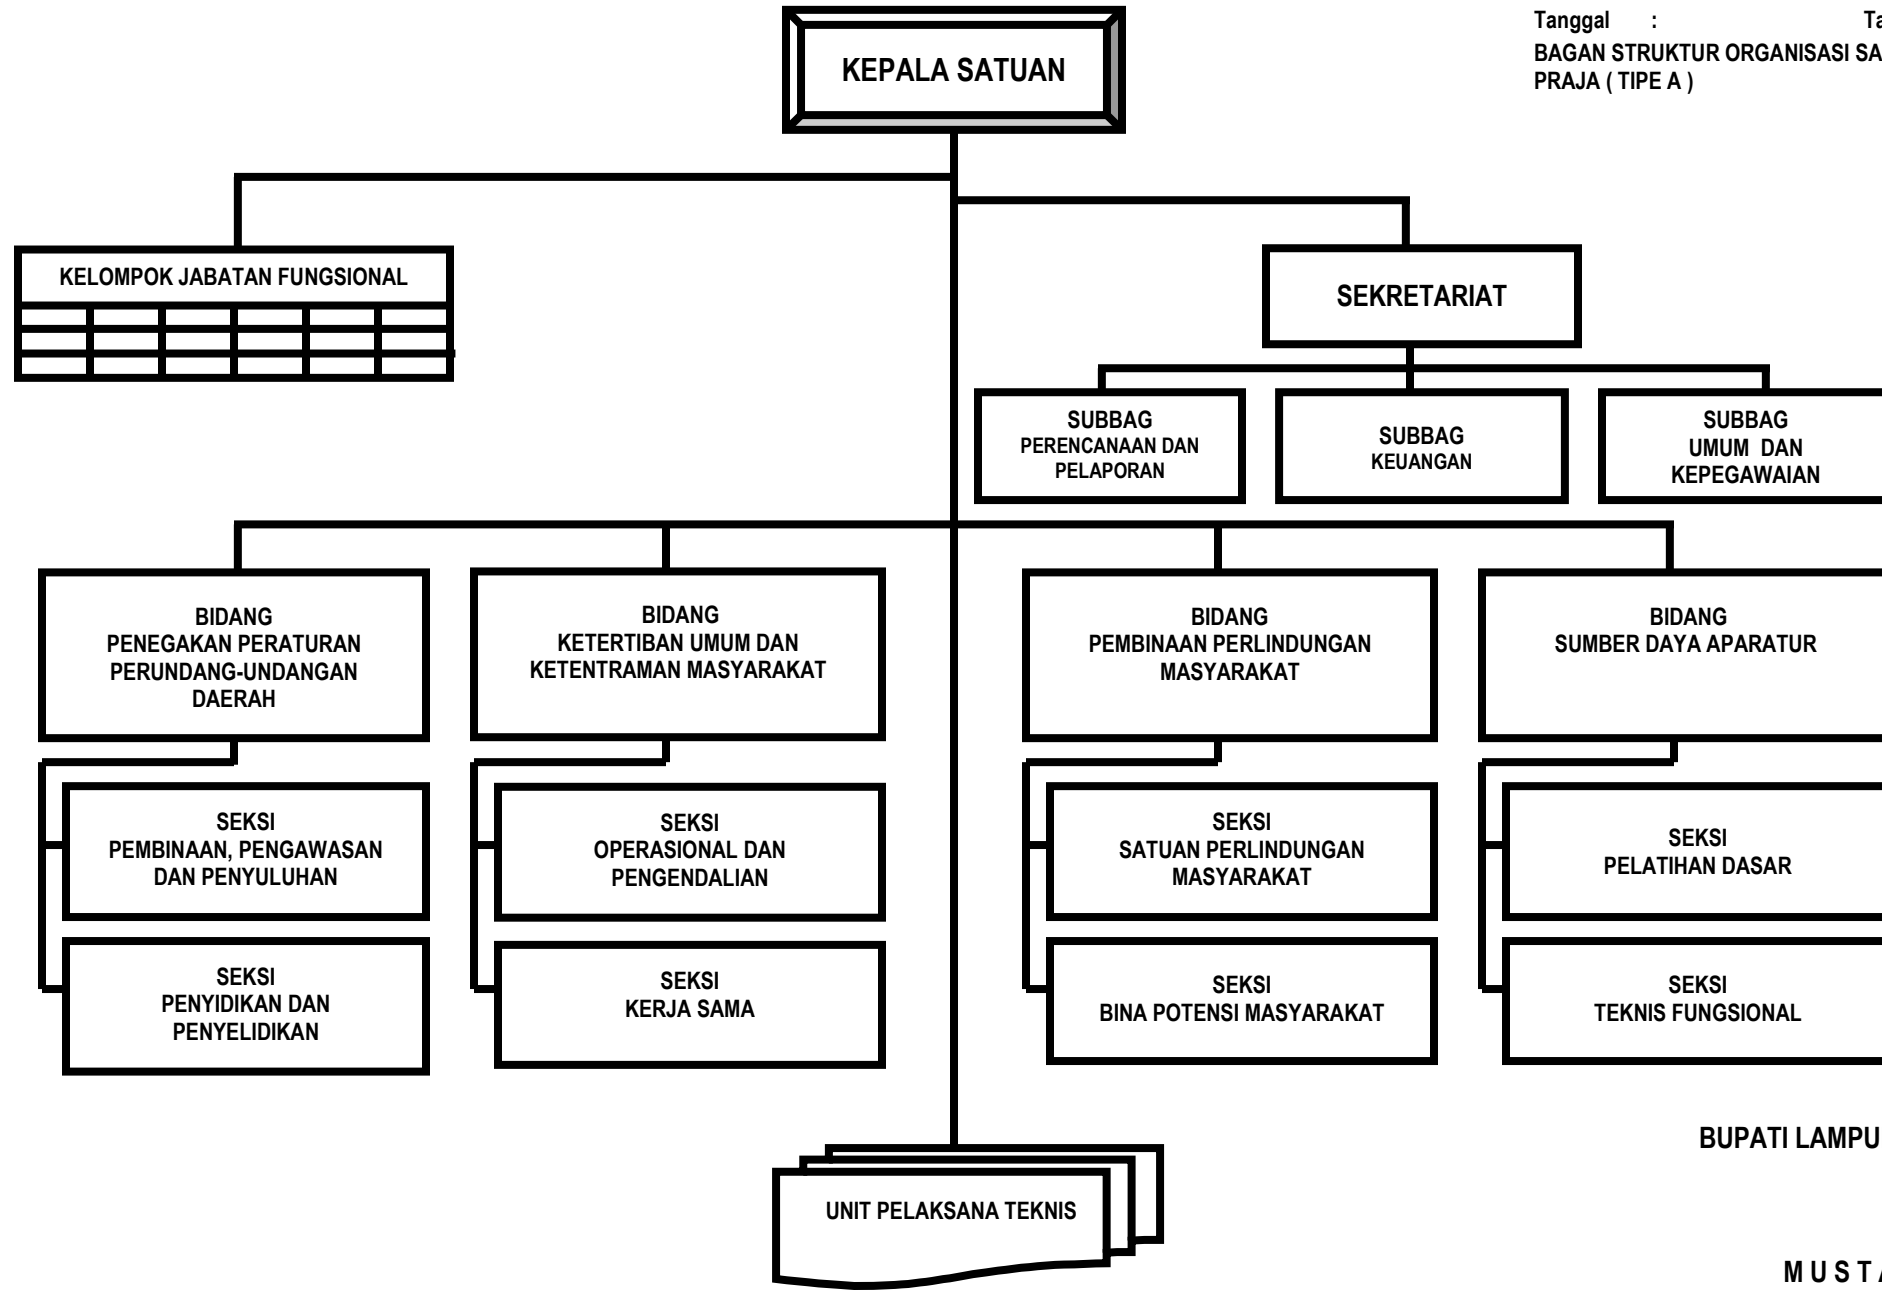 Tanggal :
BAGAN STRUKTUR ORGANISASI
PRAJA ( TIPE A )
KEPALA SATUAN
KELOMPOK JABATAN FUNGSIONAL
SEKRETARIAT
SUBBAG
PERENCANAAN DAN
PELAPORAN
SUBBAG
KEUANGAN
SUBBAG
UMUM DAN
KEPEGAWAIAN
BIDANG
PENEGAKAN PERATURAN
PERUNDANG-UNDANGAN
DAERAH
BIDANG
KETERTIBAN UMUM DAN
KETENTRAMAN MASYARAKAT
BIDANG
PEMBINAAN PERLINDUNGAN
MASYARAKAT
BIDANG
SUMBER DAYA APARATUR
SEKSI
PEMBINAAN, PENGAWASAN
DAN PENYULUHAN
SEKSI
OPERASIONAL DAN
PENGENDALIAN
SEKSI
SATUAN PERLINDUNGAN
MASYARAKAT
SEKSI
PELATIHAN DASAR
SEKSI
PENYIDIKAN DAN
PENYELIDIKAN
SEKSI
KERJA SAMA
SEKSI
BINA POTENSI MASYARAKAT
SEKSI
TEKNIS FUNGSIONAL
BUPATI
UNIT PELAKSANA TEKNIS